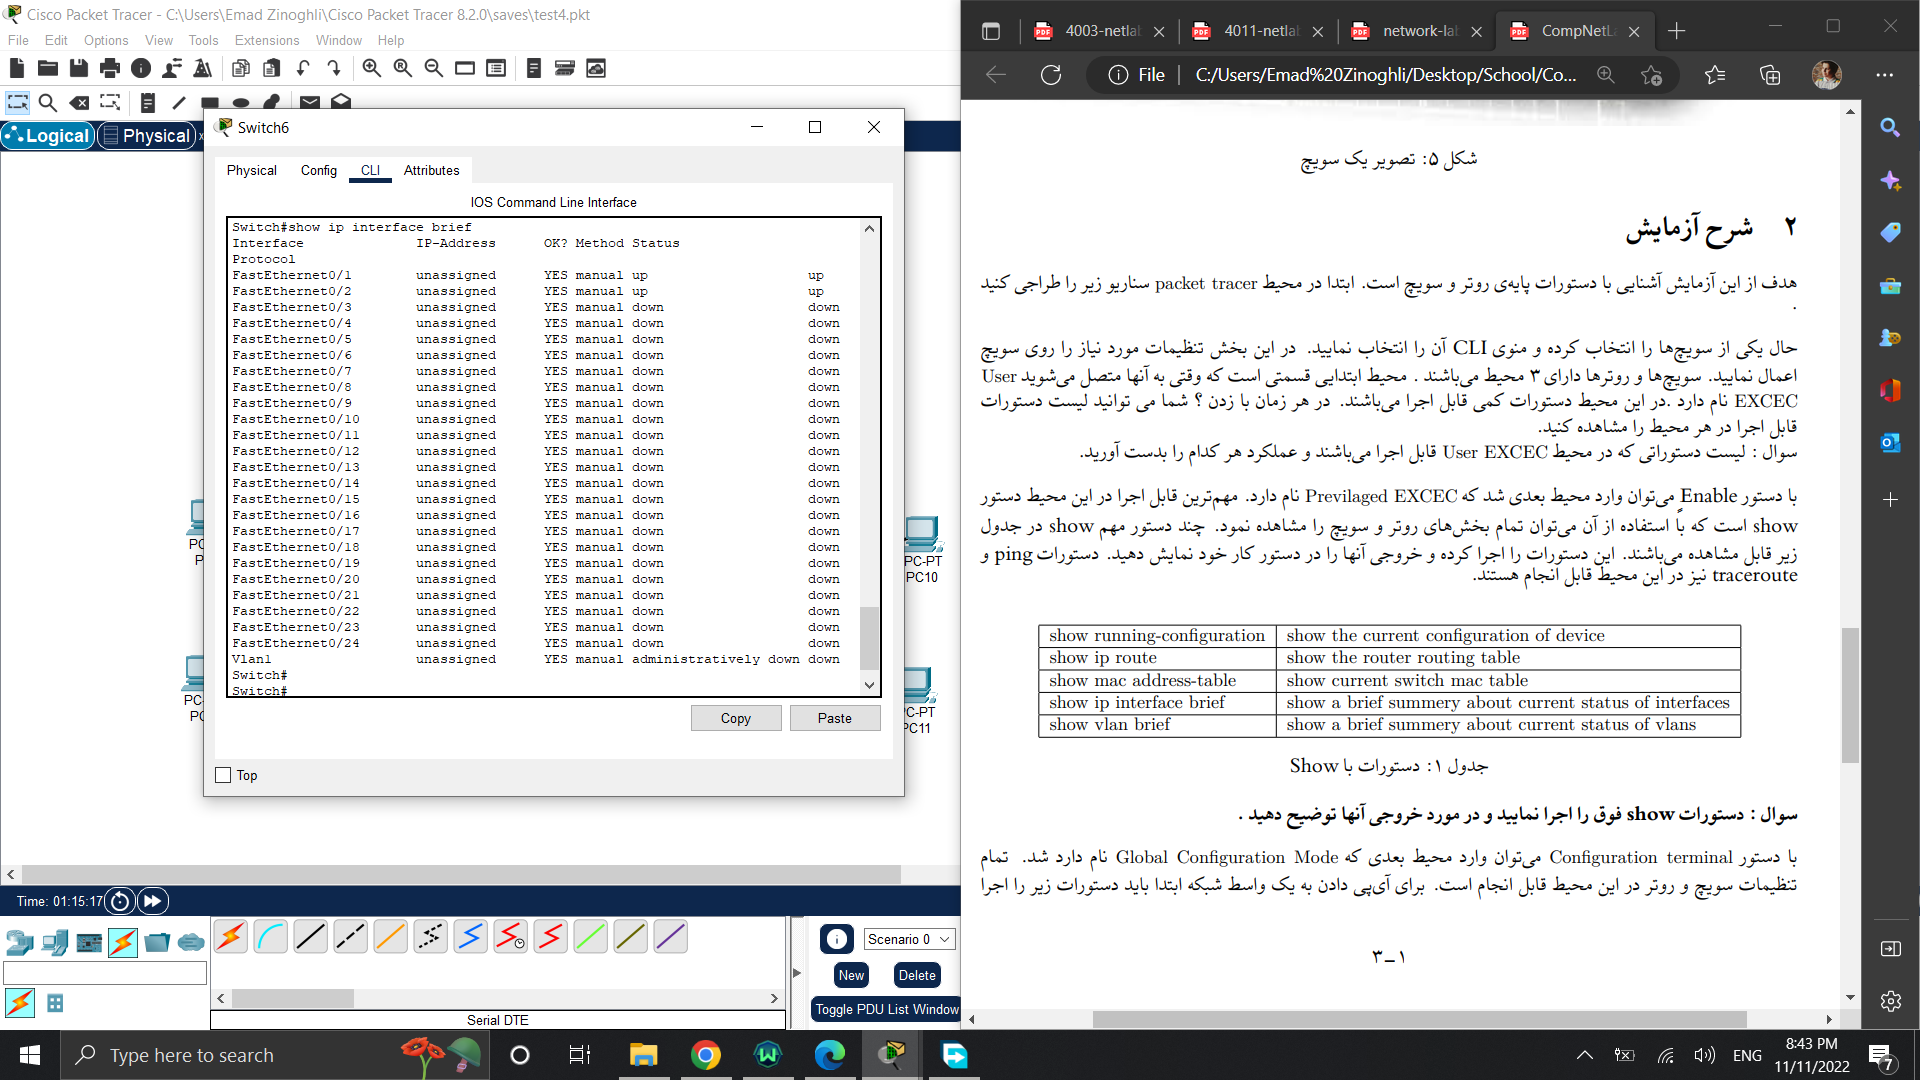 Cisco Packet Tracer - C:\Users\Emad Zinoghli\Cisco Packet Tracer 8.2.0\saves\test4.pkt
File Edit Options View Tools Extensions Window Help
Logical Physical x
Switch6
Physical Config CLI Attributes
IOS Command Line Interface
Switch#show ip interface brief
Interface IP-Address OK? Method Status
Protocol
FastEthernet0/1 unassigned YES manual up up
FastEthernet0/2 unassigned YES manual up up
FastEthernet0/3 unassigned YES manual down down
FastEthernet0/4 unassigned YES manual down down
FastEthernet0/5 unassigned YES manual down down
FastEthernet0/6 unassigned YES manual down down
FastEthernet0/7 unassigned YES manual down down
FastEthernet0/8 unassigned YES manual down down
FastEthernet0/9 unassigned YES manual down down
FastEthernet0/10 unassigned YES manual down down
FastEthernet0/11 unassigned YES manual down down
FastEthernet0/12 unassigned YES manual down down
FastEthernet0/13 unassigned YES manual down down
FastEthernet0/14 unassigned YES manual down down
FastEthernet0/15 unassigned YES manual down down
FastEthernet0/16 unassigned YES manual down down
FastEthernet0/17 unassigned YES manual down down
FastEthernet0/18 unassigned YES manual down down
FastEthernet0/19 unassigned YES manual down down
FastEthernet0/20 unassigned YES manual down down
FastEthernet0/21 unassigned YES manual down down
FastEthernet0/22 unassigned YES manual down down
FastEthernet0/23 unassigned YES manual down down
FastEthernet0/24 unassigned YES manual down down
Vlan1 unassigned YES manual administratively down down
Switch#
Switch#
Copy Paste
Top
PC-PT
PC10
C-PT
PC11
Time: 01:15:17
Scenario 0
New Delete
Toggle PDU List Window
Serial DTE
4003-netla 4011-netla network-la CompNetL
File C:/Users/Emad%20Zinoghli/Desktop/School/Co...
شکل ۵: تصویر یک سویچ
۲ شرح آزمایش
هدف از این آزمایش آشنایی با دستورات پایه‌ی روتر و سویچ است. ابتدا در محیط packet tracer سناریو زیر را طراجی کنید
.
حال یکی از سویچ‌ها را انتخاب کرده و منوی CLI آن را انتخاب نمایید. در این بخش تنظیمات مورد نیاز را روی سویچ
اعمال نمایید. سویچ‌ها و روترها دارای ۳ محیط می‌باشند . محیط ابتدایی قسمتی است که وقتی به آنها متصل می‌شوید User
EXCEC نام دارد .در این محیط دستورات کمی قابل اجرا می‌باشند. در هر زمان با زدن ؟ شما می توانید لیست دستورات
قابل اجرا در هر محیط را مشاهده کنید.
سوال : لیست دستوراتی که در محیط User EXCEC قابل اجرا می‌باشند و عملکرد هر کدام را بدست آورید.
با دستور Enable می‌توان وارد محیط بعدی شد که Previlaged EXCEC نام دارد. مهم‌ترین قابل اجرا در این محیط دستور
show است که با استفاده از آن می‌توان تمام بخش‌های روتر و سویچ را مشاهده نمود. چند دستور مهم show در جدول
زیر قابل مشاهده می‌باشند. این دستورات را اجرا کرده و خروجی آنها را در دستور کار خود نمایش دهید. دستورات ping و
traceroute نیز در این محیط قابل انجام هستند.
show running-configuration show the current configuration of device
show ip route show the router routing table
show mac address-table show current switch mac table
show ip interface brief show a brief summery about current status of interfaces
show vlan brief show a brief summery about current status of vlans
جدول ۱: دستورات با Show
سوال : دستورات show فوق را اجرا نمایید و در مورد خروجی آنها توضیح دهید .
با دستور Configuration terminal می‌توان وارد محیط بعدی که Global Configuration Mode نام دارد شد. تمام
تنظیمات سویچ و روتر در این محیط قابل انجام است. برای آی‌پی دادن به یک واسط شبکه ابتدا باید دستورات زیر را اجرا
۱−۳
Type here to search
ENG
8:43 PM
11/11/2022
7